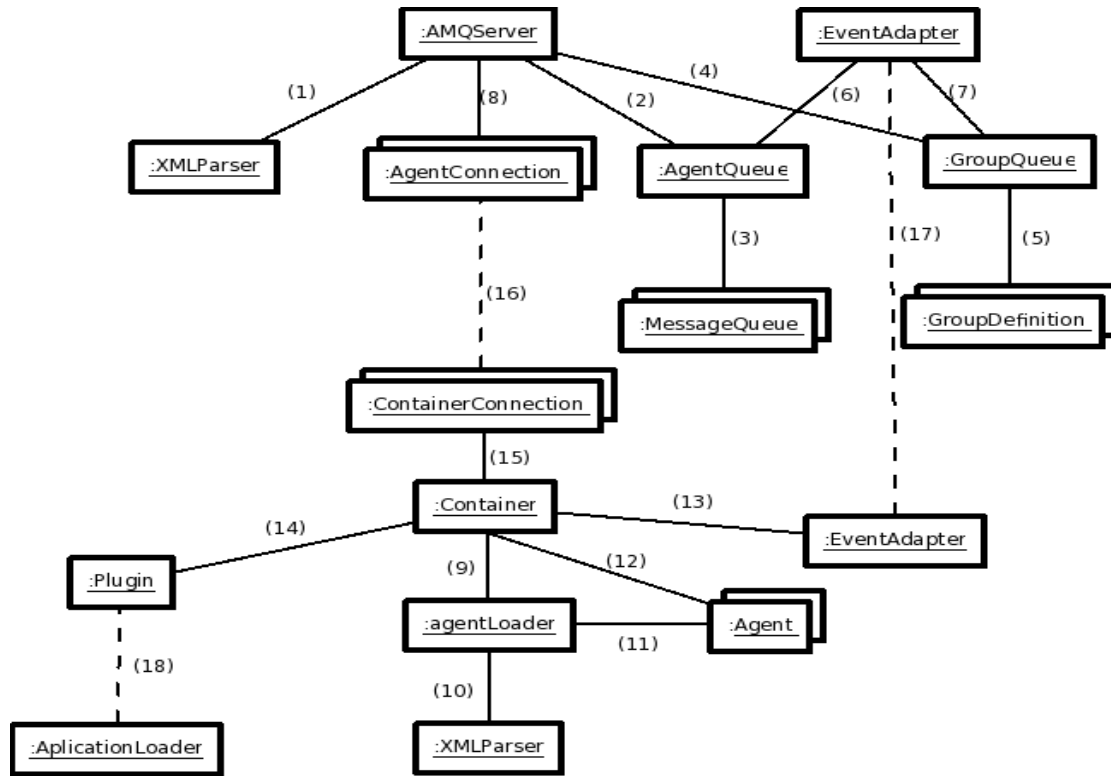 :AMQServer
:EventAdapter
(1)
(8)
(2)
(4)
(6)
(7)
:XMLParser
:AgentConnection
:AgentQueue
:GroupQueue
(3)
(17)
(5)
(16)
:MessageQueue
:GroupDefinition
:ContainerConnection
(15)
:Container
(13)
(14)
:EventAdapter
(9)
(12)
:Plugin
:agentLoader
:Agent
(11)
(18)
(10)
:AplicationLoader
:XMLParser